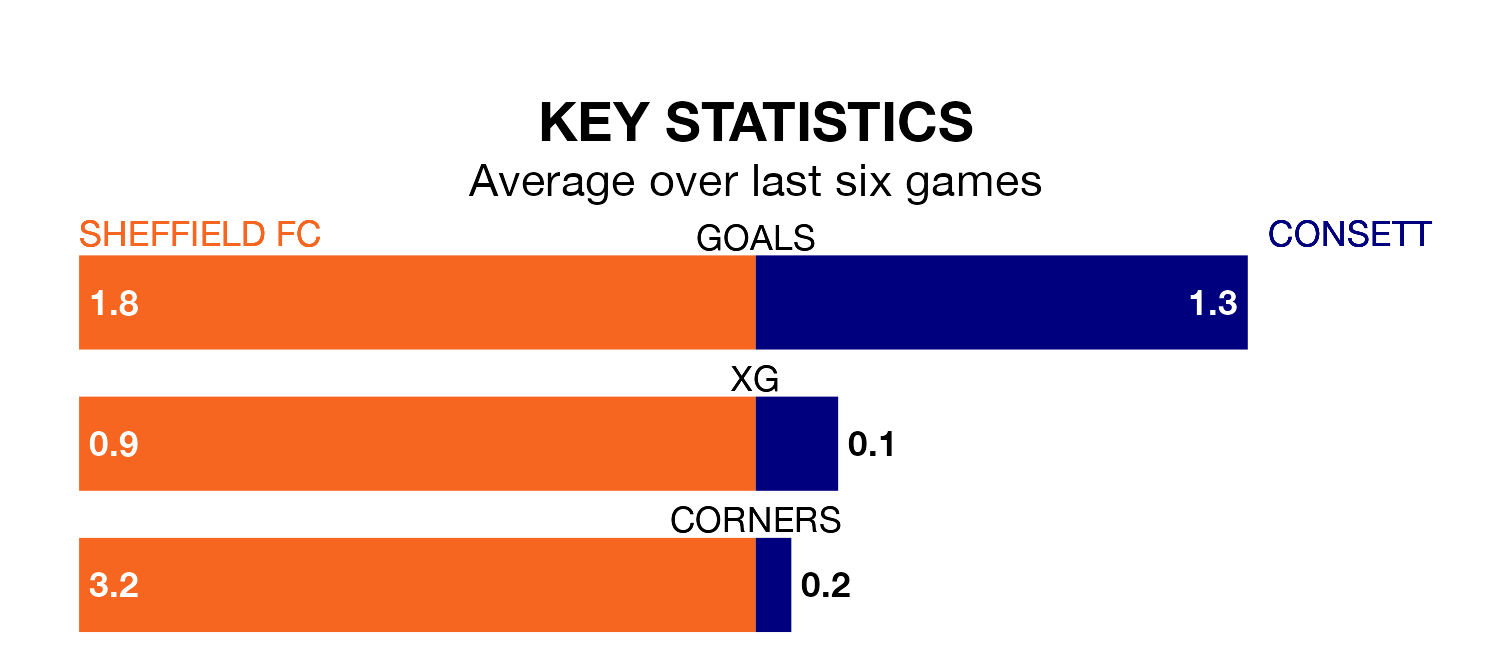 KEY STATISTICS
Average over last six games
SHEFFIELD FC
GOALS
CONSETT
1.8
1.3
XG
0.9
0.1
CORNERS
3.2
0.2